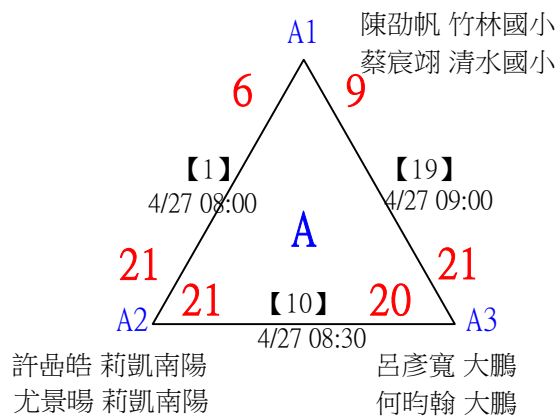 陳劭帆 竹林國小
A1
蔡宸翊 清水國小
6 9
【1】 【19】
4/27 08:00 4/27 09:00
A
21 21
21 【10】 20
A2 A3
4/27 08:30
許品皓 莉凱南陽 呂彥寬 大鵬
尤景暘 莉凱南陽 何昀翰 大鵬